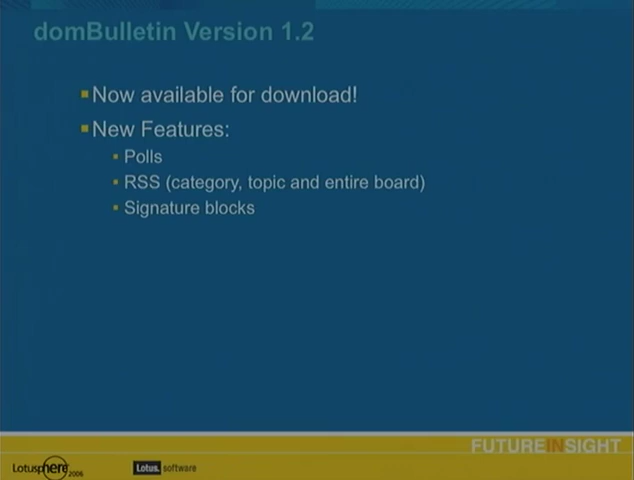 domBulletin Version 1.2
Now available for download!
New Features:
Polls
RSS (category, topic and entire board)
Signature blocks
FUTUREINSIGHT
Lotusphere 2006
Lotus. software